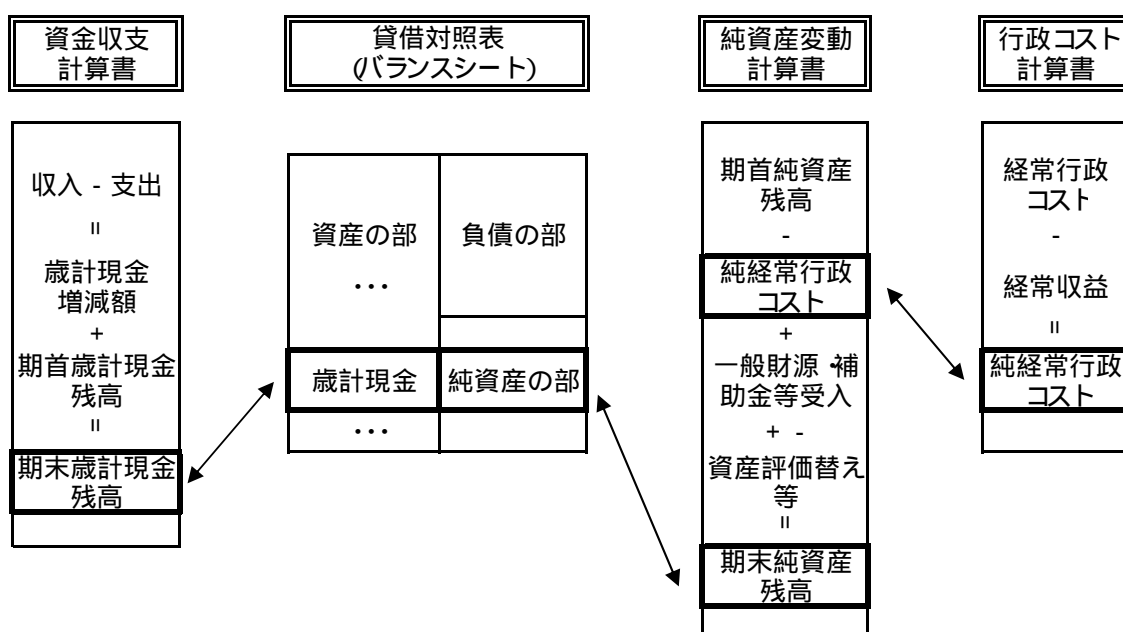 資金収支
計算書
貸借対照表
(バランスシート)
純資産変動
計算書
行政コスト
計算書
収入 - 支出
=
歳計現金
増減額
+
期首歳計現金
残高
=
期末歳計現金
残高
資産の部
・・・
歳計現金
・・・
負債の部
純資産の部
期首純資産
残高
-
純経常行政
コスト
+
一般財源・補
助金等受入
+ -
資産評価替え
等
=
期末純資産
残高
経常行政
コスト
-
経常収益
=
純経常行政
コスト